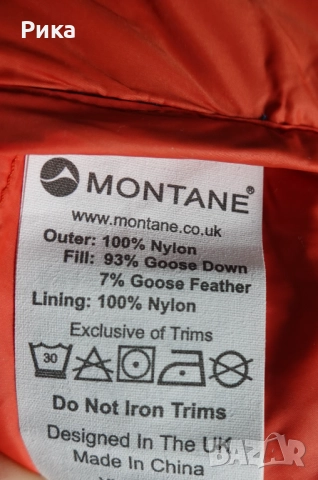 Рика
MONTANE®
www.montane.co.uk
Outer: 100% Nylon
Fill: 93% Goose Down
7% Goose Feather
Lining: 100% Nylon
Exclusive of Trims
30
Do Not Iron Trims
Designed In The UK
Made In China
BAZAR